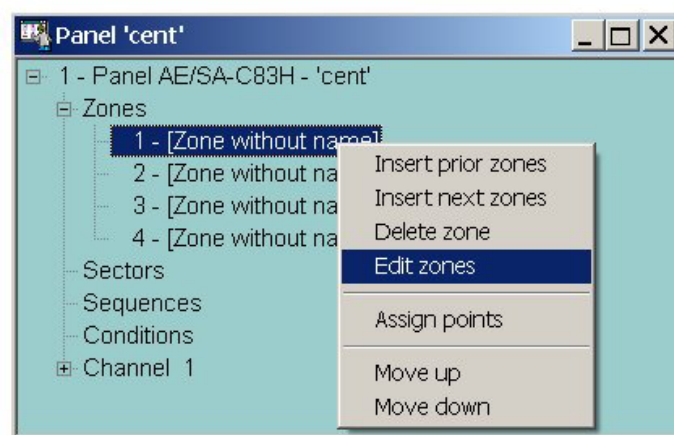 Panel 'cent'
1 - Panel AE/SA-C83H - 'cent'
Zones
1 - [Zone without name]
2 - [Zone without na
3 - [Zone without na
4 - [Zone without na
Sectors
Sequences
Conditions
Channel 1
Insert prior zones
Insert next zones
Delete zone
Edit zones
Assign points
Move up
Move down